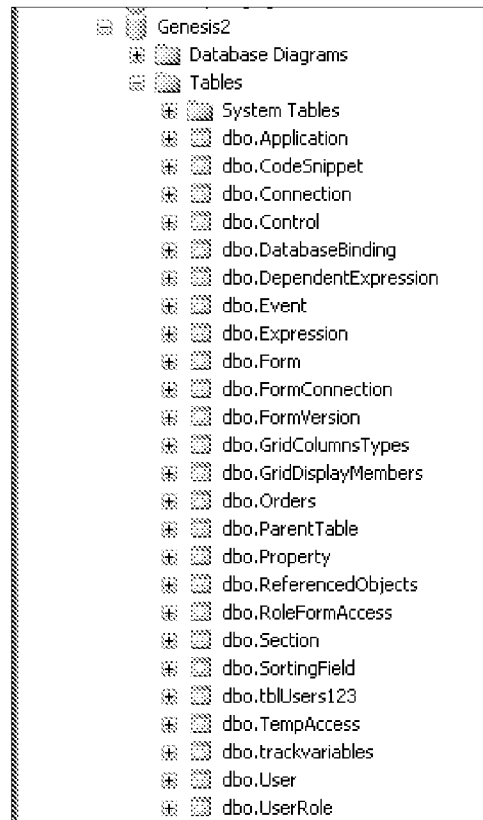 Genesis2
Database Diagrams
Tables
System Tables
dbo.Application
dbo.CodeSnippet
dbo.Connection
dbo.Control
dbo.DatabaseBinding
dbo.DependentExpression
dbo.Event
dbo.Expression
dbo.Form
dbo.FormConnection
dbo.FormVersion
dbo.GridColumnsTypes
dbo.GridDisplayMembers
dbo.Orders
dbo.ParentTable
dbo.Property
dbo.ReferencedObjects
dbo.RoleFormAccess
dbo.Section
dbo.SortingField
dbo.tblUsers123
dbo.TempAccess
dbo.trackvariables
dbo.User
dbo.UserRole